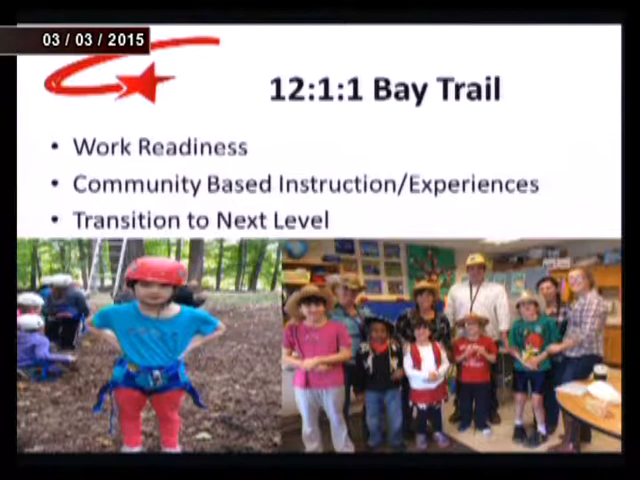 03 / 03 / 2015
12:1:1 Bay Trail
• Work Readiness
• Community Based Instruction/Experiences
• Transition to Next Level